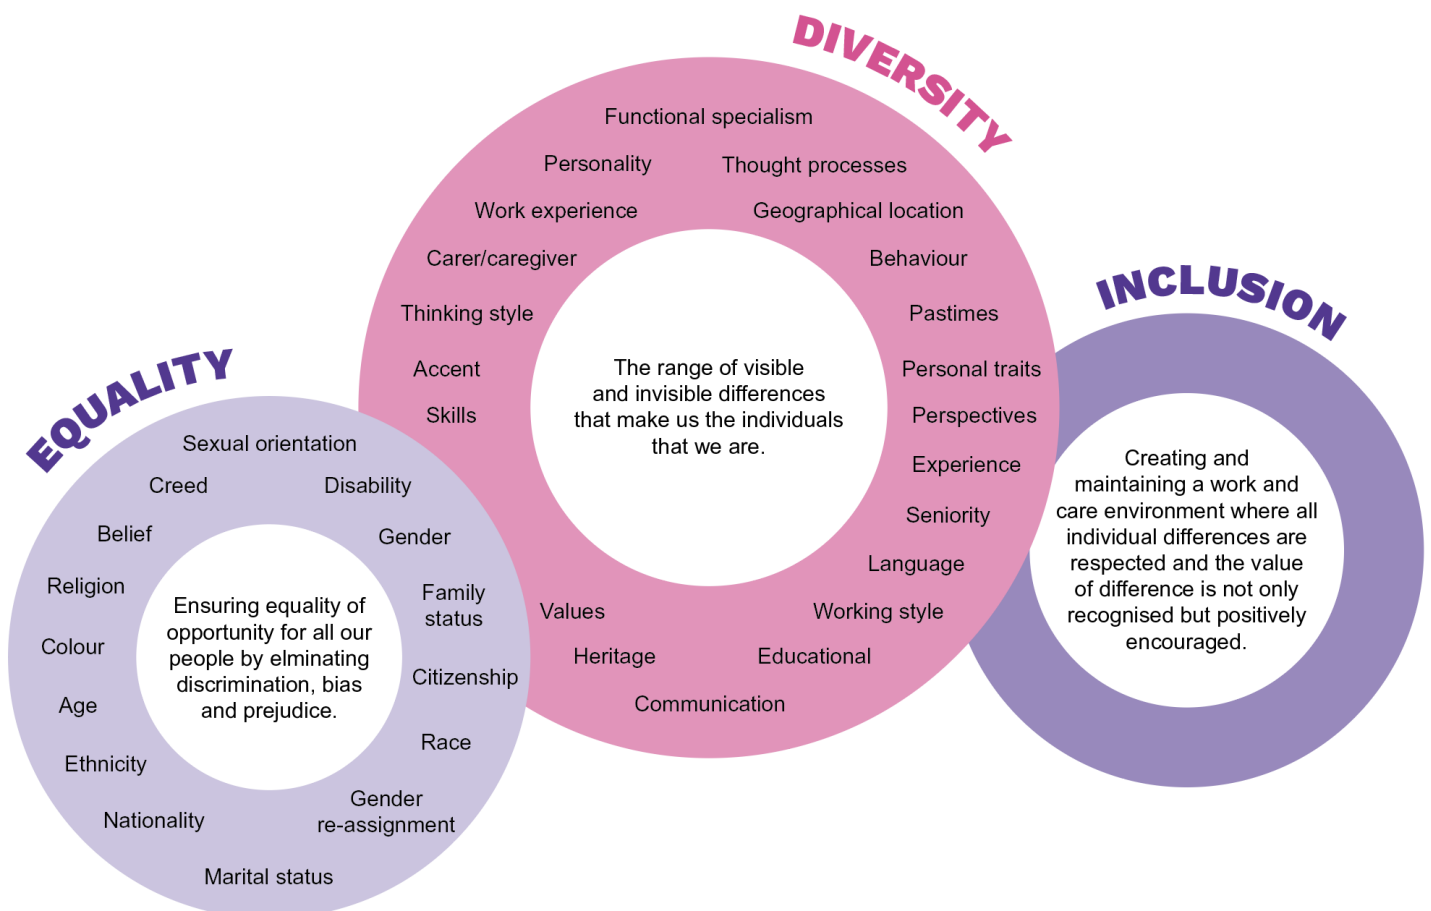 EQUALITY
Sexual orientation
Creed
Disability
Belief
Gender
Religion
Family
status
Colour
Citizenship
Age
Race
Ethnicity
Gender
re-assignment
Nationality
Marital status
Ensuring equality of
opportunity for all our
people by elminating
discrimination, bias
and prejudice.
DIVERSITY
Functional specialism
Personality
Thought processes
Work experience
Geographical location
Carer/caregiver
Behaviour
Thinking style
Pastimes
Accent
Personal traits
Skills
Perspectives
Experience
Seniority
Language
Values
Working style
Heritage
Educational
Communication
The range of visible
and invisible differences
that make us the individuals
that we are.
INCLUSION
Creating and
maintaining a work and
care environment where all
individual differences are
respected and the value
of difference is not only
recognised but positively
encouraged.